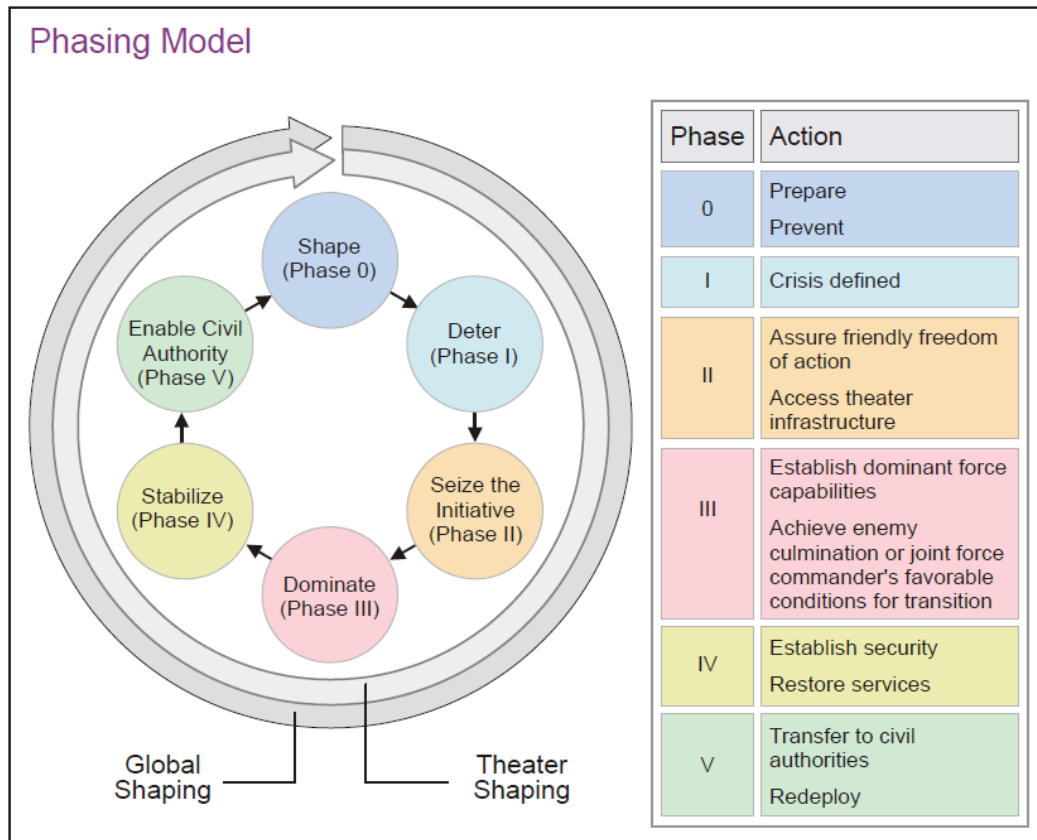 Phasing Model
Shape
(Phase 0)
Deter
(Phase I)
Seize the
Initiative
(Phase II)
Dominate
(Phase III)
Stabilize
(Phase IV)
Enable Civil
Authority
(Phase V)
Global
Shaping
Theater
Shaping
Phase Action
0
Prepare
Prevent
I
Crisis defined
II
Assure friendly freedom
of action
Access theater
infrastructure
III
Establish dominant force
capabilities
Achieve enemy
culmination or joint force
commander's favorable
conditions for transition
IV
Establish security
Restore services
V
Transfer to civil
authorities
Redeploy